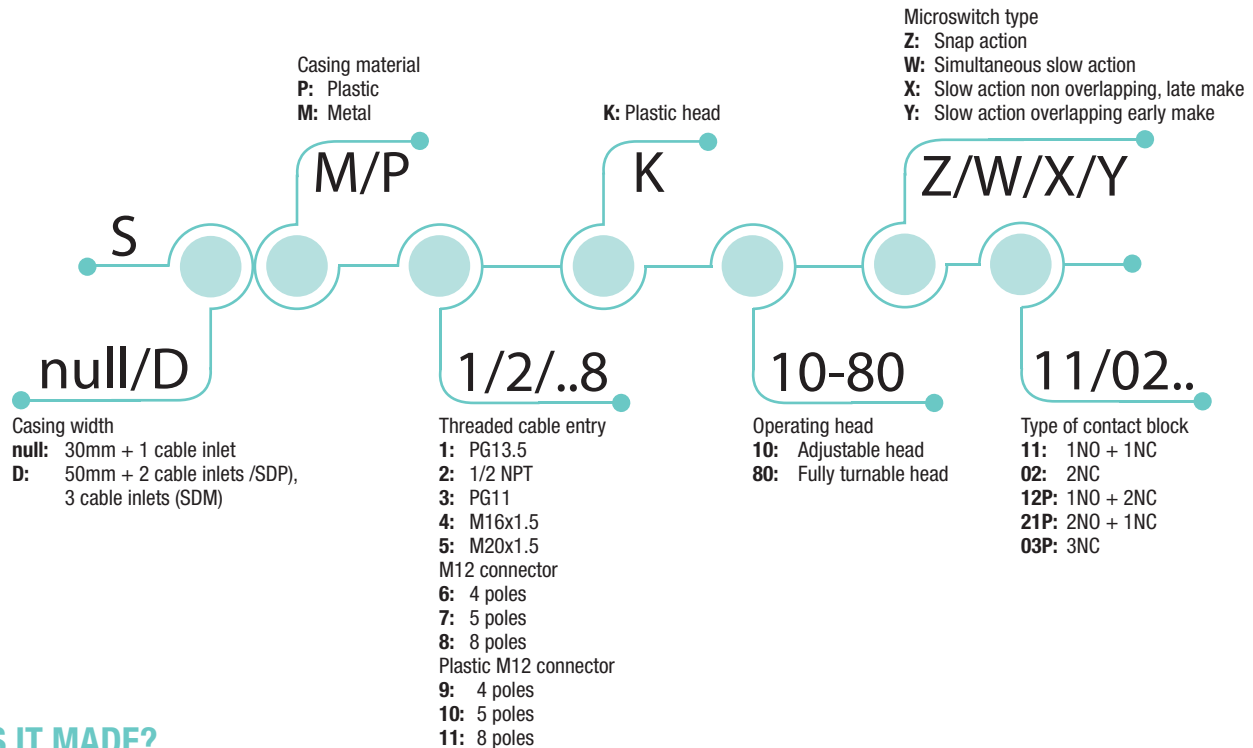 Microswitch type
Z: Snap action
W: Simultaneous slow action
X: Slow action non overlapping, late make
Y: Slow action overlapping early make
Casing material
P: Plastic
M: Metal
K: Plastic head
S
M/P
K
Z/W/X/Y
null/D
1/2/..8
10-80
11/02..
Casing width
null: 30mm + 1 cable inlet
D: 50mm + 2 cable inlets /SDP),
3 cable inlets (SDM)
Threaded cable entry
1: PG13.5
2: 1/2 NPT
3: PG11
4: M16x1.5
5: M20x1.5
M12 connector
6: 4 poles
7: 5 poles
8: 8 poles
Plastic M12 connector
9: 4 poles
10: 5 poles
11: 8 poles
Operating head
10: Adjustable head
80: Fully turnable head
Type of contact block
11: 1NO + 1NC
02: 2NC
12P: 1NO + 2NC
21P: 2NO + 1NC
03P: 3NC
S IT MADE?